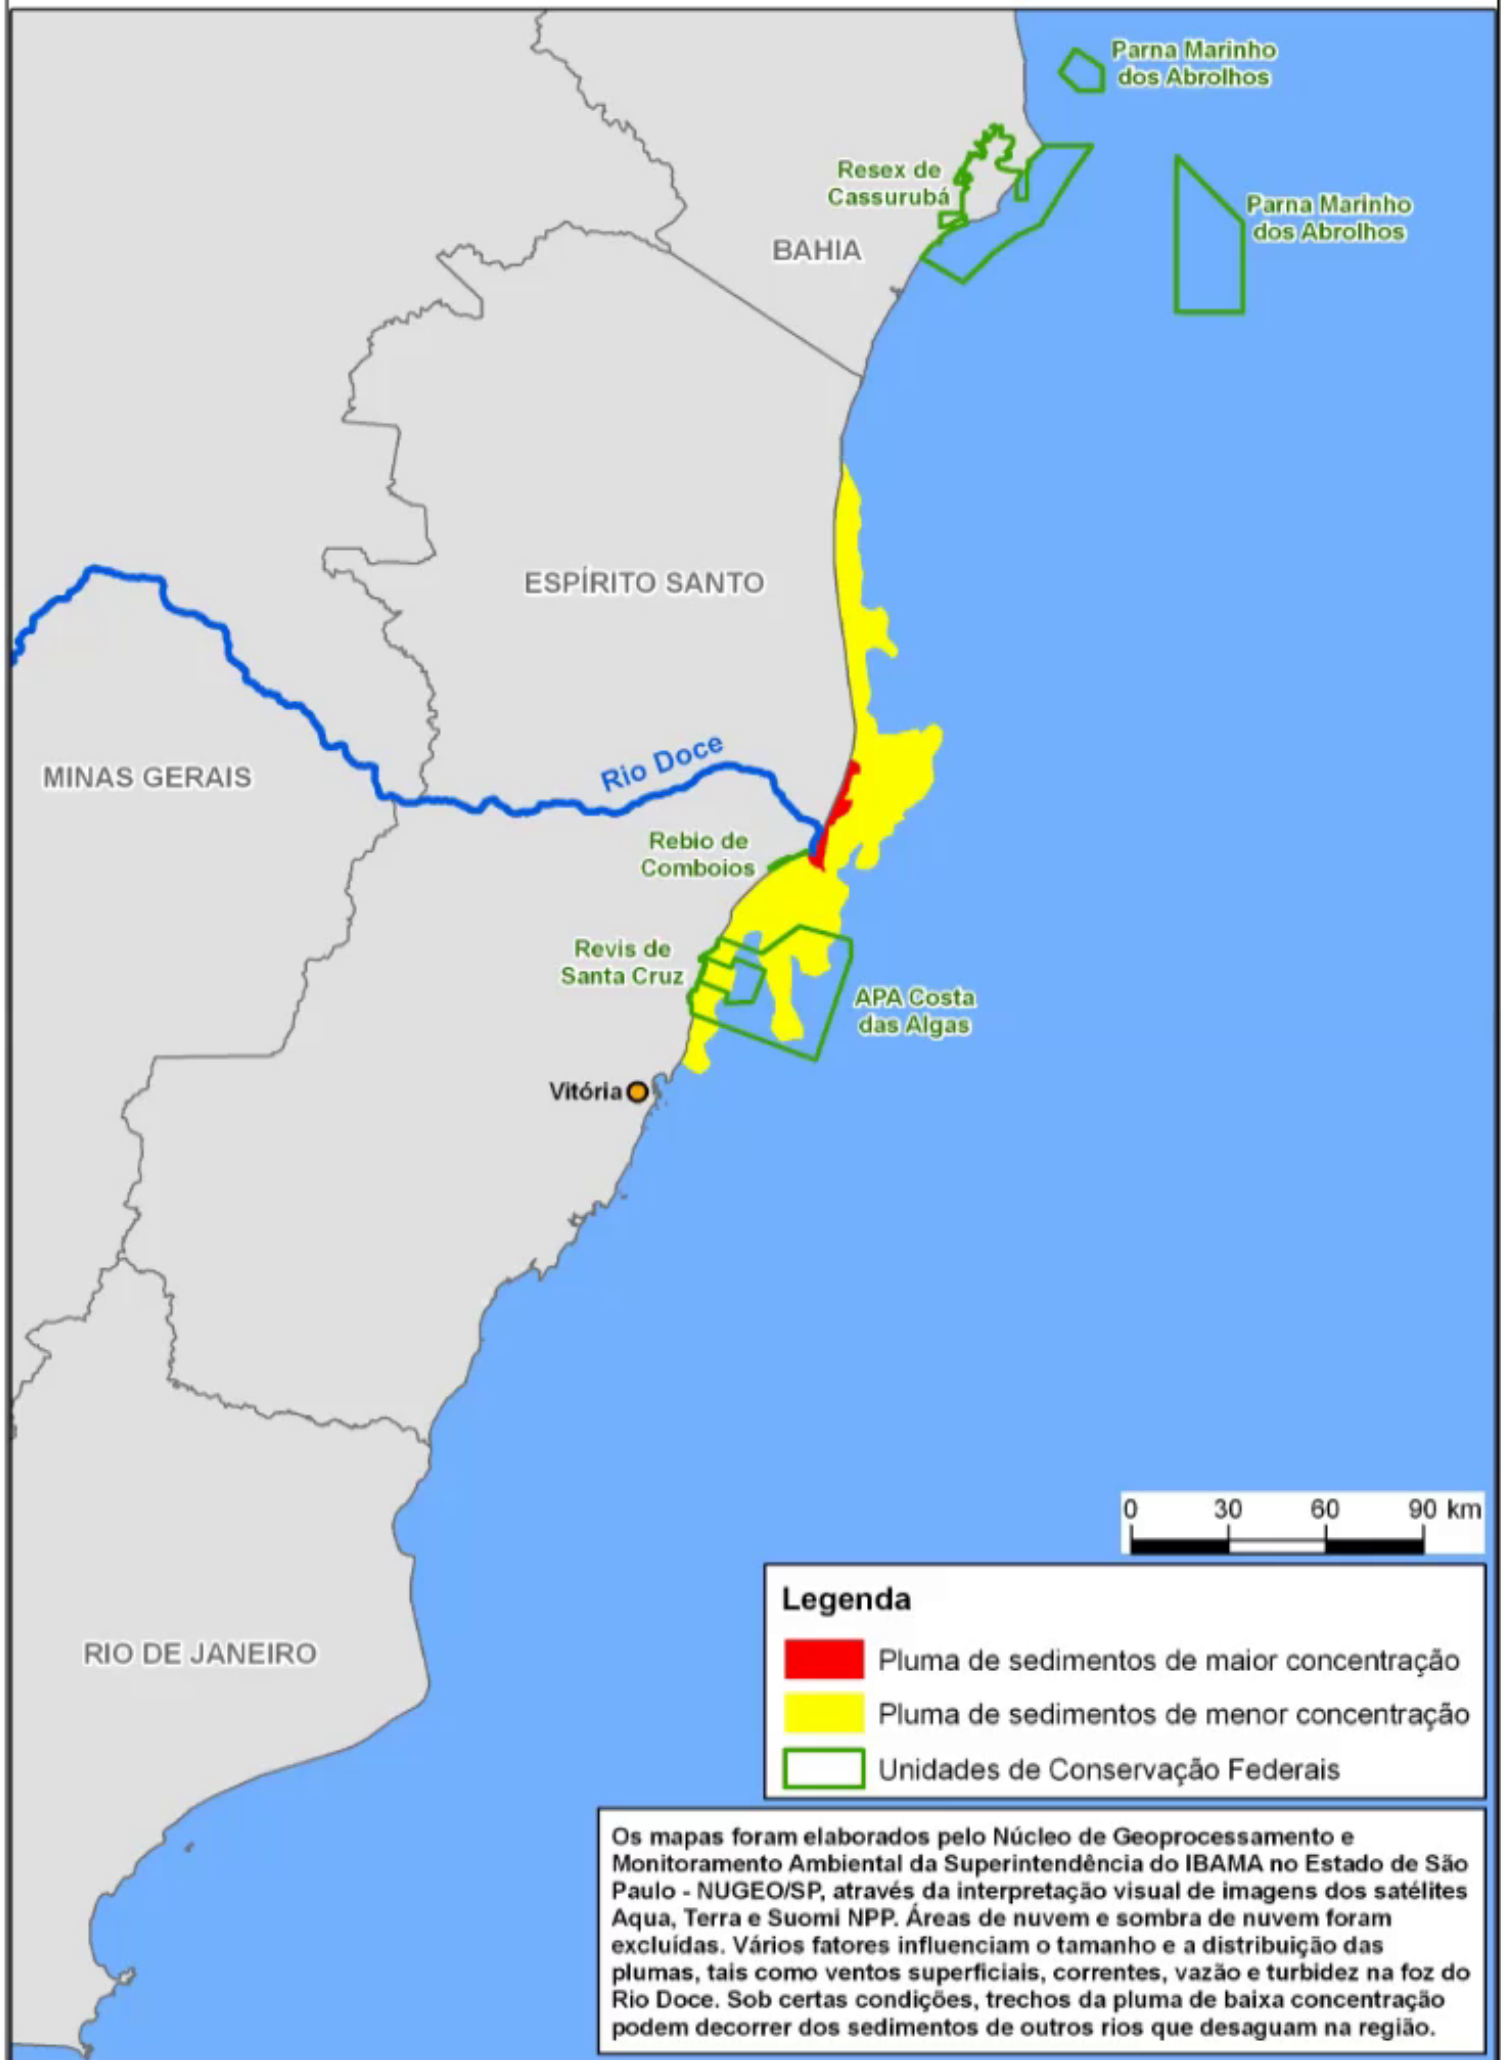 Parna Marinho
dos Abrolhos
Resex de
Cassurubá
Parna Marinho
dos Abrolhos
BAHIA
ESPÍRITO SANTO
Rio Doce
MINAS GERAIS
Rebio de
Comboios
Revis de
Santa Cruz
APA Costa
das Algas
Vitória
0 30 60 90 km
Legenda
RIO DE JANEIRO
Pluma de sedimentos de maior concentração
Pluma de sedimentos de menor concentração
Unidades de Conservação Federais
Os mapas foram elaborados pelo Núcleo de Geoprocessamento e
Monitoramento Ambiental da Superintendência do IBAMA no Estado de São
Paulo - NUGEO/SP, através da interpretação visual de imagens dos satélites
Aqua, Terra e Suomi NPP. Áreas de nuvem e sombra de nuvem foram
excluídas. Vários fatores influenciam o tamanho e a distribuição das
plumas, tais como ventos superficiais, correntes, vazão e turbidez na foz do
Rio Doce. Sob certas condições, trechos da pluma de baixa concentração
podem decorrer dos sedimentos de outros rios que desaguam na região.